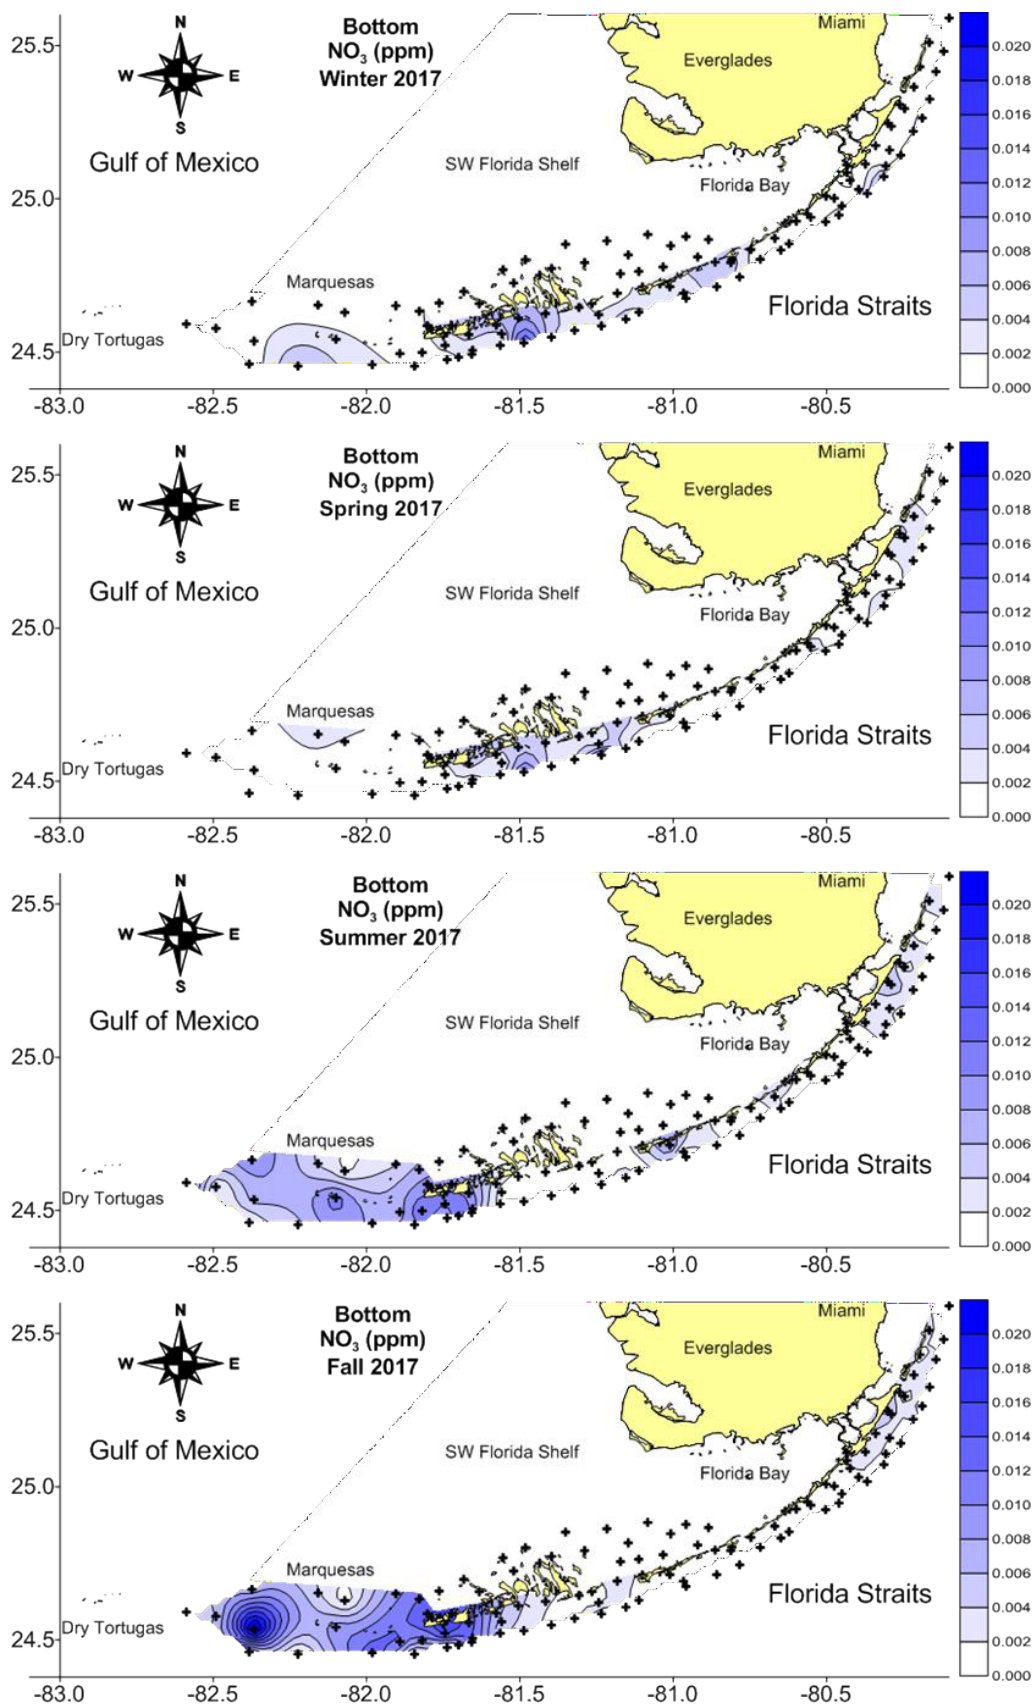 Bottom
NO3 (ppm)
Winter 2017
N
W E
S
Gulf of Mexico
Miami
Everglades
SW Florida Shelf
Florida Bay
Marquesas
Dry Tortugas
Florida Straits
25.5
25.0
24.5
-83.0 -82.5 -82.0 -81.5 -81.0 -80.5
0.020
0.018
0.016
0.014
0.012
0.010
0.008
0.006
0.004
0.002
0.000
Bottom
NO3 (ppm)
Spring 2017
N
W E
S
Gulf of Mexico
Miami
Everglades
SW Florida Shelf
Florida Bay
Marquesas
Dry Tortugas
Florida Straits
25.5
25.0
24.5
-83.0 -82.5 -82.0 -81.5 -81.0 -80.5
0.020
0.018
0.016
0.014
0.012
0.010
0.008
0.006
0.004
0.002
0.000
Bottom
NO3 (ppm)
Summer 2017
N
W E
S
Gulf of Mexico
Miami
Everglades
SW Florida Shelf
Florida Bay
Marquesas
Dry Tortugas
Florida Straits
25.5
25.0
24.5
-83.0 -82.5 -82.0 -81.5 -81.0 -80.5
0.020
0.018
0.016
0.014
0.012
0.010
0.008
0.006
0.004
0.002
0.000
Bottom
NO3 (ppm)
Fall 2017
N
W E
S
Gulf of Mexico
Miami
Everglades
SW Florida Shelf
Florida Bay
Marquesas
Dry Tortugas
Florida Straits
25.5
25.0
24.5
-83.0 -82.5 -82.0 -81.5 -81.0 -80.5
0.020
0.018
0.016
0.014
0.012
0.010
0.008
0.006
0.004
0.002
0.000